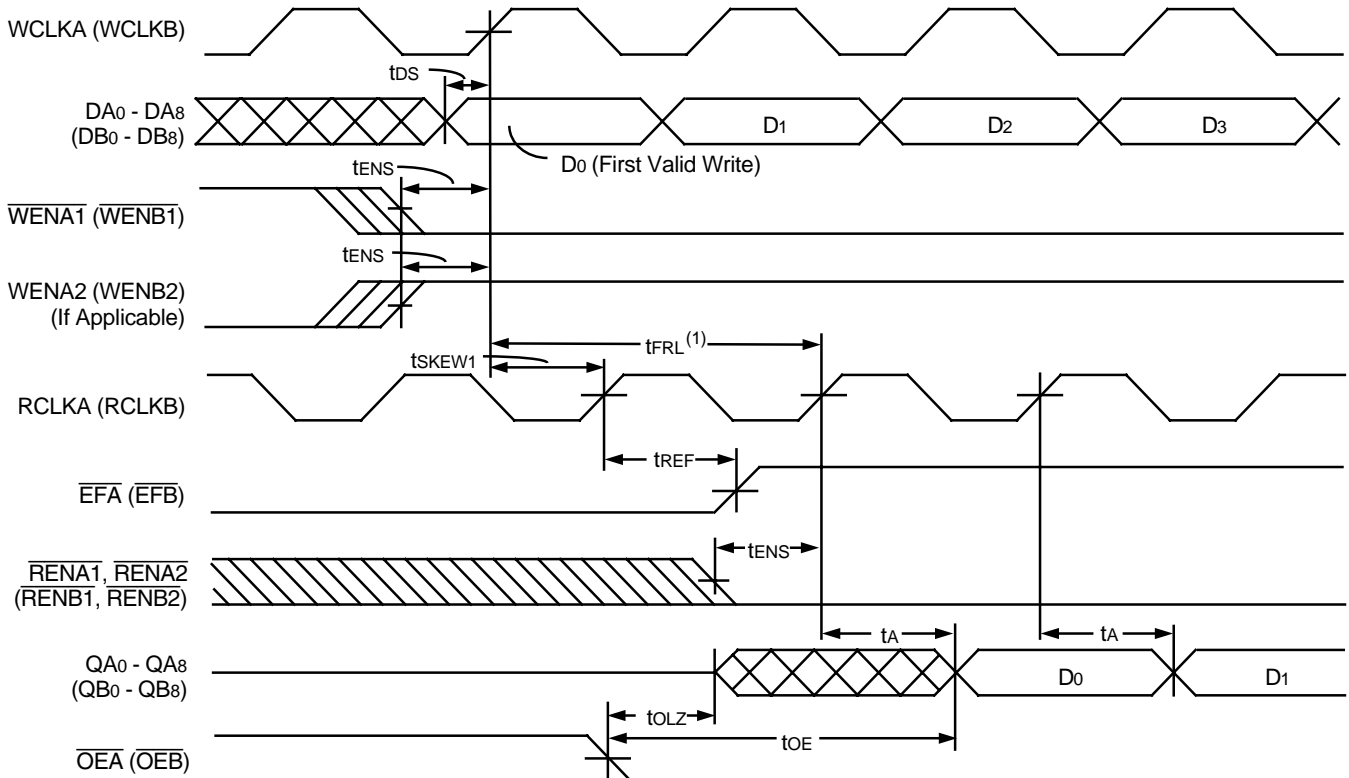 WCLKA (WCLKB)
tDS
DA0 - DA8
(DB0 - DB8)
D1
D2
D3
D0 (First Valid Write)
tENS
WENA1 (WENB1)
tENS
WENA2 (WENB2)
(If Applicable)
tFRL (1)
tSKEW1
RCLKA (RCLKB)
tREF
EFA (EFB)
tENS
RENA1, RENA2
(RENB1, RENB2)
tA
tA
QA0 - QA8
(QB0 - QB8)
D0
D1
tOLZ
tOE
OEA (OEB)